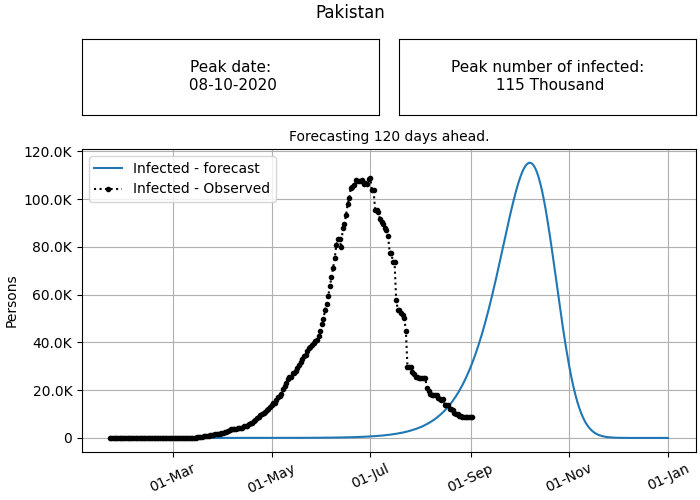 Pakistan
Peak date:
08-10-2020
Peak number of infected:
115 Thousand
Forecasting 120 days ahead.
Infected - forecast
Infected - Observed
Persons
120.0K
100.0K
80.0K
60.0K
40.0K
20.0K
0
01-Mar
01-May
01-Jul
01-Sep
01-Nov
01-Jan